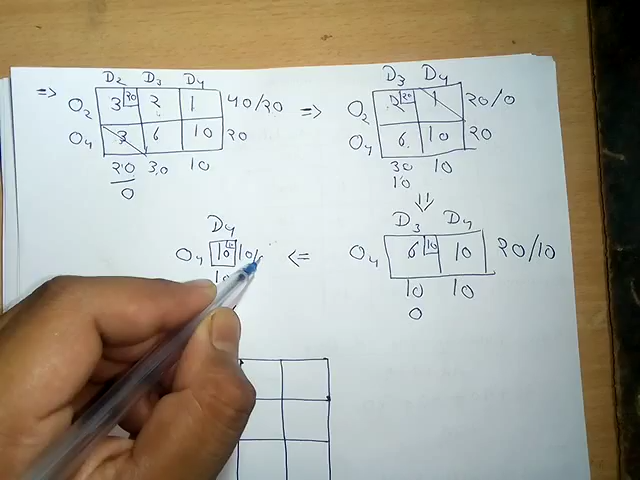 => D2 D3 D4
O2 3 20 2 1 40/20
O4 3 6 10 20
20 30 10
0
=> D3 D4
O2 2 20 1 20/0
O4 6 10 20
30 10
10
D3 D4
O4 6 10 10 20/10
10 10
0
<= D4
O4 10 10 10/
10